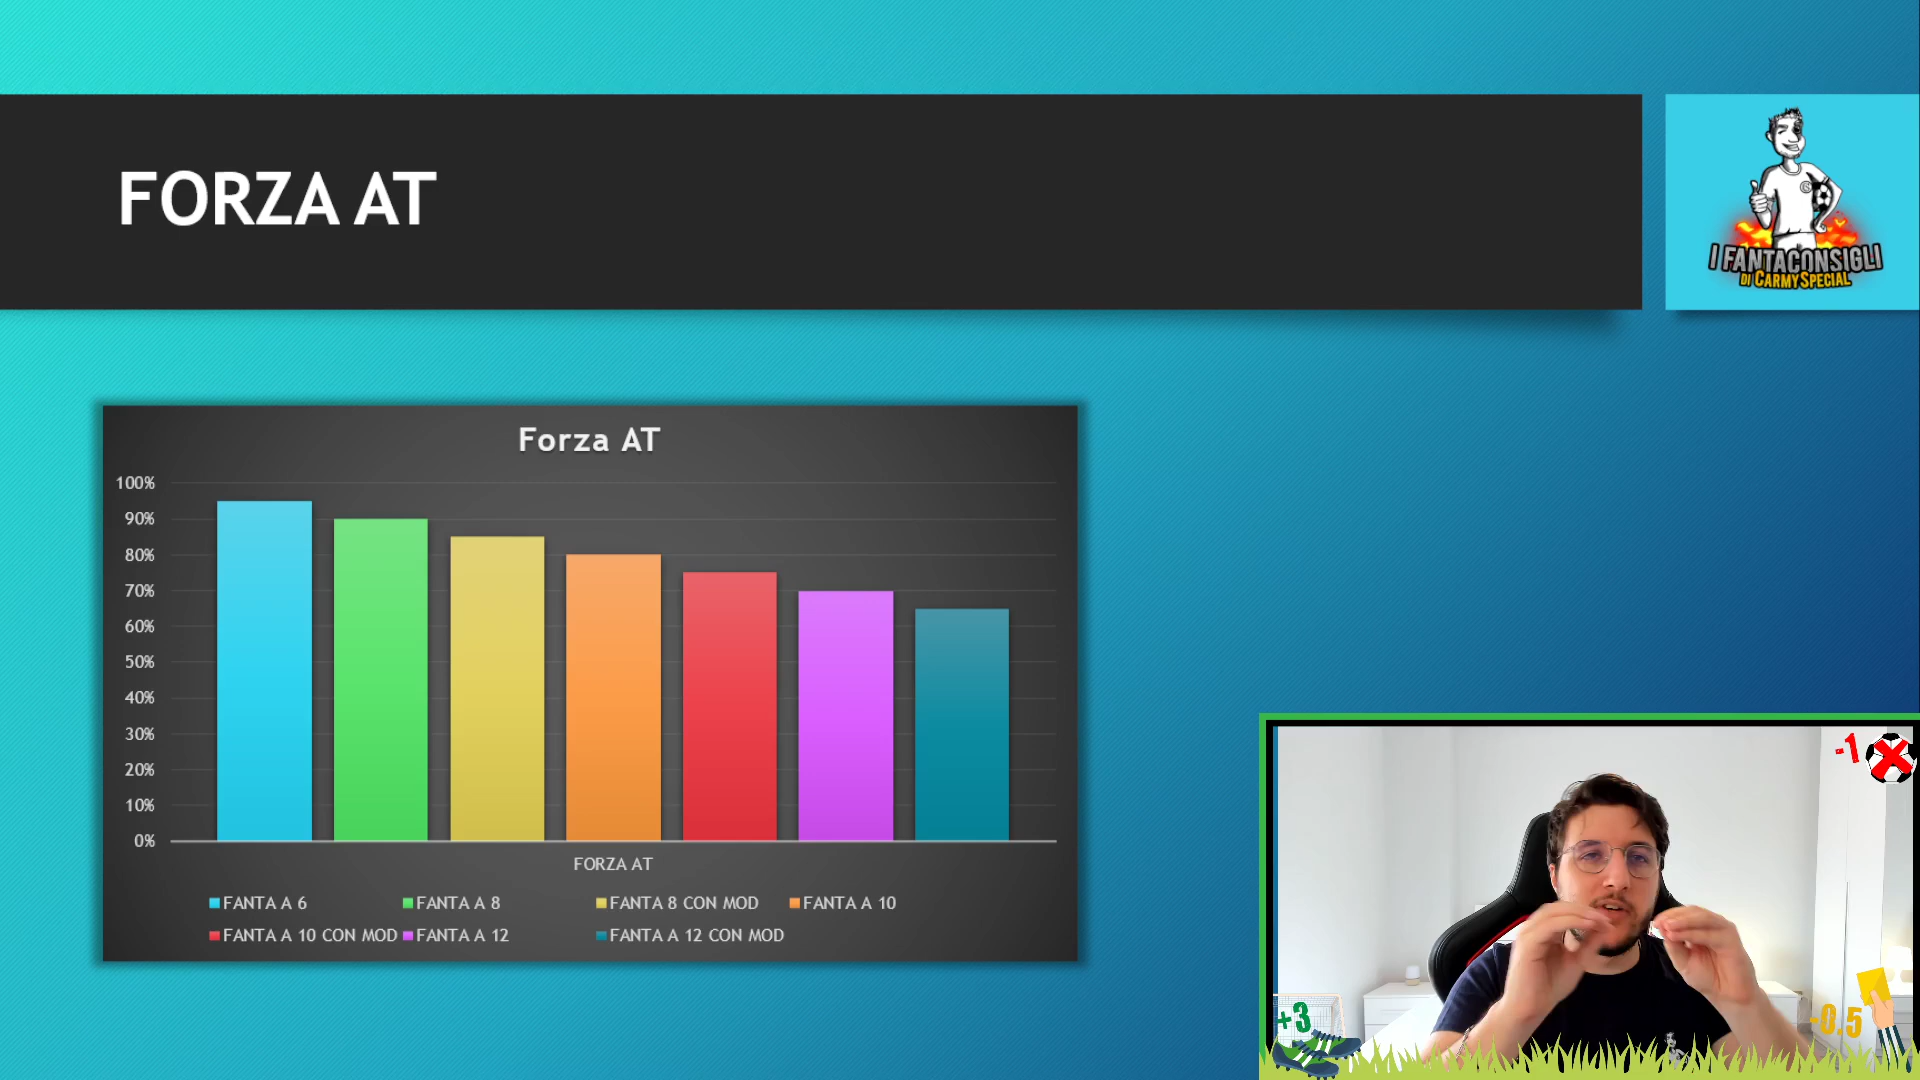 FORZA AT
I FANTACONSIGLI
DI CARMYSPECIAL
Forza AT
100%
90%
80%
70%
60%
50%
40%
30%
20%
10%
0%
FORZA AT
FANTA A 6
FANTA A 8
FANTA 8 CON MOD
FANTA A 10
FANTA A 10 CON MOD
FANTA A 12
FANTA A 12 CON MOD
-1
+3
-0.5